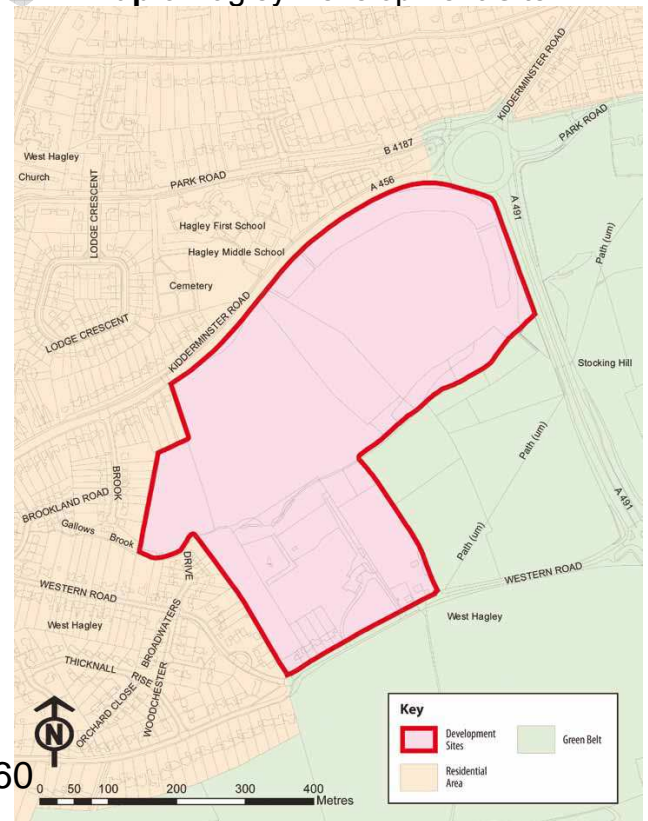 KIDDERMINSTER ROAD
PARK ROAD
B 4187
West Hagley
Church
PARK ROAD
A 456
LODGE CRESCENT
Hagley First School
A 491
Path (um)
Hagley Middle School
Cemetery
KIDDERMINSTER ROAD
LODGE CRESCENT
Stocking Hill
Path (um)
BROOK
BROOKLAND ROAD
A 491
Gallows Brook
Path (um)
DRIVE
WESTERN ROAD
WESTERN ROAD
West Hagley
West Hagley
BROADWATERS
THICKNALL RISE
ORCHARD CLOSE
WOODCHESTER
Key
Development Sites
Green Belt
Residential Area
N
60
0 50 100 200 300 400
Metres